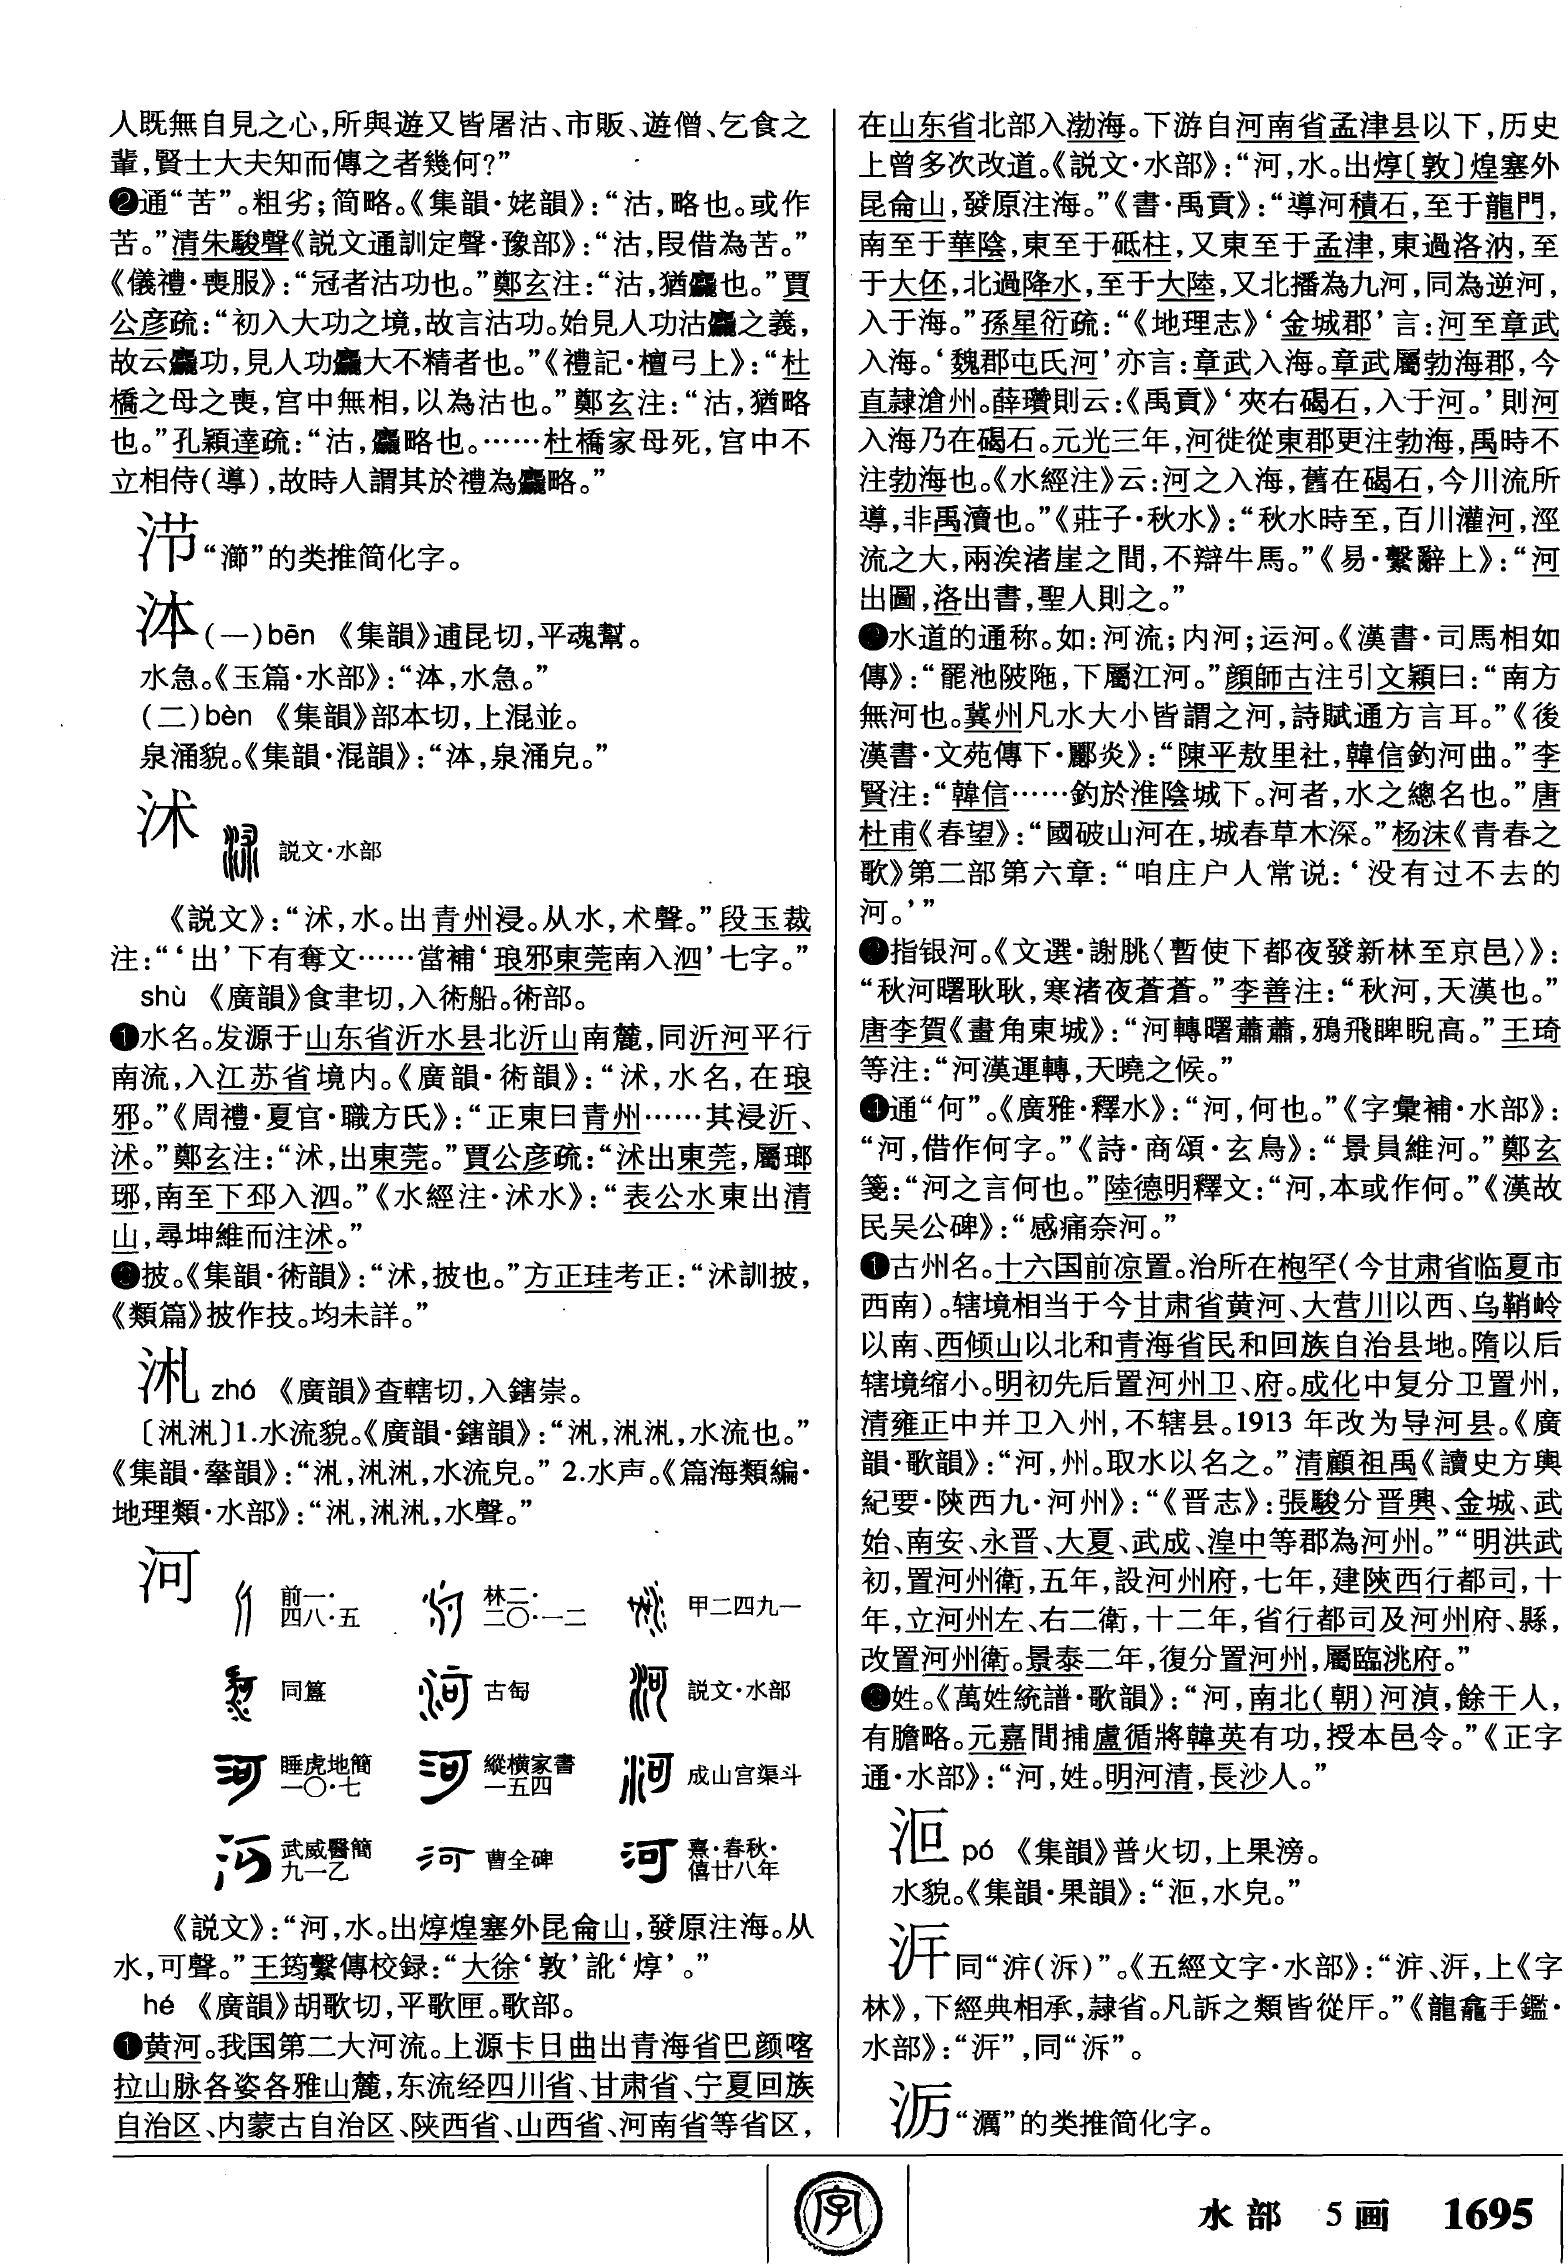 人既無自見之心,所與遊又皆屠沽、市販、遊僧、乞食之
輩,賢士大夫知而傳之者幾何?”
❷通“苦”。粗劣;简略。《集韻·姥韻》:“沽,略也。或作
苦。”清朱駿聲《説文通訓定聲·豫部》:“沽,叚借為苦。”
《儀禮·喪服》:“冠者沽功也。”鄭玄注:“沽,猶麤也。”賈
公彦疏:“初入大功之境,故言沽功。始見人功沽麤之義,
故云麤功,見人功麤大不精者也。”《禮記·檀弓上》:“杜
橋之母之喪,宫中無相,以為沽也。”鄭玄注:“沽,猶略
也。”孔穎達疏:“沽,麤略也。……杜橋家母死,宫中不
立相侍(導),故時人謂其於禮為麤略。”
“瀄”的类推简化字。
泍(一)bēn 《集韻》逋昆切,平魂幫。
水急。《玉篇·水部》:“泍,水急。”
(二)bèn 《集韻》部本切,上混並。
泉涌貌。《集韻·混韻》:“泍,泉涌皃。”
沭 説文·水部
《説文》:“沭,水。出青州浸。从水,术聲。”段玉裁
注:“‘出’下有奪文……當補‘琅邪東莞南入泗’七字。”
shù 《廣韻》食聿切,入術船。術部。
❶水名。发源于山东省沂水县北沂山南麓,同沂河平行
南流,入江苏省境内。《廣韻·術韻》:“沭,水名,在琅
邪。”《周禮·夏官·職方氏》:“正東曰青州……其浸沂、
沭。”鄭玄注:“沭,出東莞。”賈公彦疏:“沭出東莞,屬瑯
琊,南至下邳入泗。”《水經注·沭水》:“表公水東出清
山,尋坤維而注沭。”
❷披。《集韻·術韻》:“沭,披也。”方正珪考正:“沭訓披,
《類篇》披作技。均未詳。”
汛 zhó 《廣韻》查轄切,入鎋崇。
1.水流貌。《廣韻·鎋韻》:水流也。”
《集韻·舝韻》:水流皃。” 2.水声。《篇海類編·
地理類·水部》:水聲。”
河 前一·四八·五 林二·二〇·一二 甲二四九一
同簋 古匋 説文·水部
睡虎地簡一〇·七 縱横家書一五四 成山宫渠斗
武威醫簡九一乙 曹全碑 熹·春秋·僖廿八年
《説文》:“河,水。出焞煌塞外昆侖山,發原注海。从
水,可聲。”王筠繫傳校録:“大徐‘敦’訛‘焞’。”
hé 《廣韻》胡歌切,平歌匣。歌部。
❶黄河。我国第二大河流。上源卡日曲出青海省巴颜喀
拉山脉各姿各雅山麓,东流经四川省、甘肃省、宁夏回族
自治区、内蒙古自治区、陕西省、山西省、河南省等省区,
在山东省北部入渤海。下游自河南省孟津县以下,历史
上曾多次改道。《説文·水部》:“河,水。出焞〔敦〕煌塞外
昆侖山,發原注海。”《書·禹貢》:“導河積石,至于龍門,
南至于華陰,東至于砥柱,又東至于孟津,東過洛汭,至
于大伾,北過降水,至于大陸,又北播為九河,同為逆河,
入于海。”孫星衍疏:“《地理志》‘金城郡’言:河至章武
入海。‘魏郡屯氏河’亦言:章武入海。章武屬勃海郡,今
直隸滄州。薛瓚則云:《禹貢》‘夾右碣石,入于河。’則河
入海乃在碣石。元光三年,河徙從東郡更注勃海,禹時不
注勃海也。《水經注》云:河之入海,舊在碣石,今川流所
導,非禹瀆也。”《莊子·秋水》:“秋水時至,百川灌河,涇
流之大,兩涘渚崖之間,不辯牛馬。”《易·繫辭上》:“河
出圖,洛出書,聖人則之。”
❷水道的通称。如:河流;内河;运河。《漢書·司馬相如
傳》:“罷池陂陁,下屬江河。”顔師古注引文穎曰:“南方
無河也。冀州凡水大小皆謂之河,詩賦通方言耳。”《後
漢書·文苑傳下·酈炎》:“陳平敖里社,韓信釣河曲。”李
賢注:“韓信……釣於淮陰城下。河者,水之總名也。”唐
杜甫《春望》:“國破山河在,城春草木深。”杨沫《青春之
歌》第二部第六章:“咱庄户人常说:‘没有过不去的
河。’”
❸指银河。《文選·謝朓〈暫使下都夜發新林至京邑〉》:
“秋河曙耿耿,寒渚夜蒼蒼。”李善注:“秋河,天漢也。”
唐李賀《畫角東城》:“河轉曙蕭蕭,鴉飛睥睨高。”王琦
等注:“河漢運轉,天曉之候。”
❹通“何”。《廣雅·釋水》:“河,何也。”《字彙補·水部》:
“河,借作何字。”《詩·商頌·玄鳥》:“景員維河。”鄭玄
箋:“河之言何也。”陸德明釋文:“河,本或作何。”《漢故
民吴公碑》:“感痛奈河。”
❶古州名。十六国前凉置。治所在枹罕(今甘肃省临夏市
西南)。辖境相当于今甘肃省黄河、大营川以西、乌鞘岭
以南、西倾山以北和青海省民和回族自治县地。隋以后
辖境缩小。明初先后置河州卫、府。成化中复分卫置州,
清雍正中并卫入州,不辖县。1913 年改为导河县。《廣
韻·歌韻》:“河,州。取水以名之。”清顧祖禹《讀史方輿
紀要·陝西九·河州》:“《晋志》:張駿分晋興、金城、武
始、南安、永晋、大夏、武成、湟中等郡為河州。”“明洪武
初,置河州衛,五年,設河州府,七年,建陝西行都司,十
年,立河州左、右二衛,十二年,省行都司及河州府、縣,
改置河州衛。景泰二年,復分置河州,屬臨洮府。”
❸姓。《萬姓統譜·歌韻》:“河,南北(朝)河湞,餘干人,
有膽略。元嘉間捕盧循將韓英有功,授本邑令。”《正字
通·水部》:“河,姓。明河清,長沙人。”
洰 pó 《集韻》普火切,上果滂。
水貌。《集韻·果韻》:水皃。”
汧同“㴑(泝)”。《五經文字·水部》:上《字
林》,下經典相承,隷省。凡訴之類皆從㡿。”《龍龕手鑑·
水部》:同“泝”。
沥“濿”的类推简化字。
水部 5画 1695